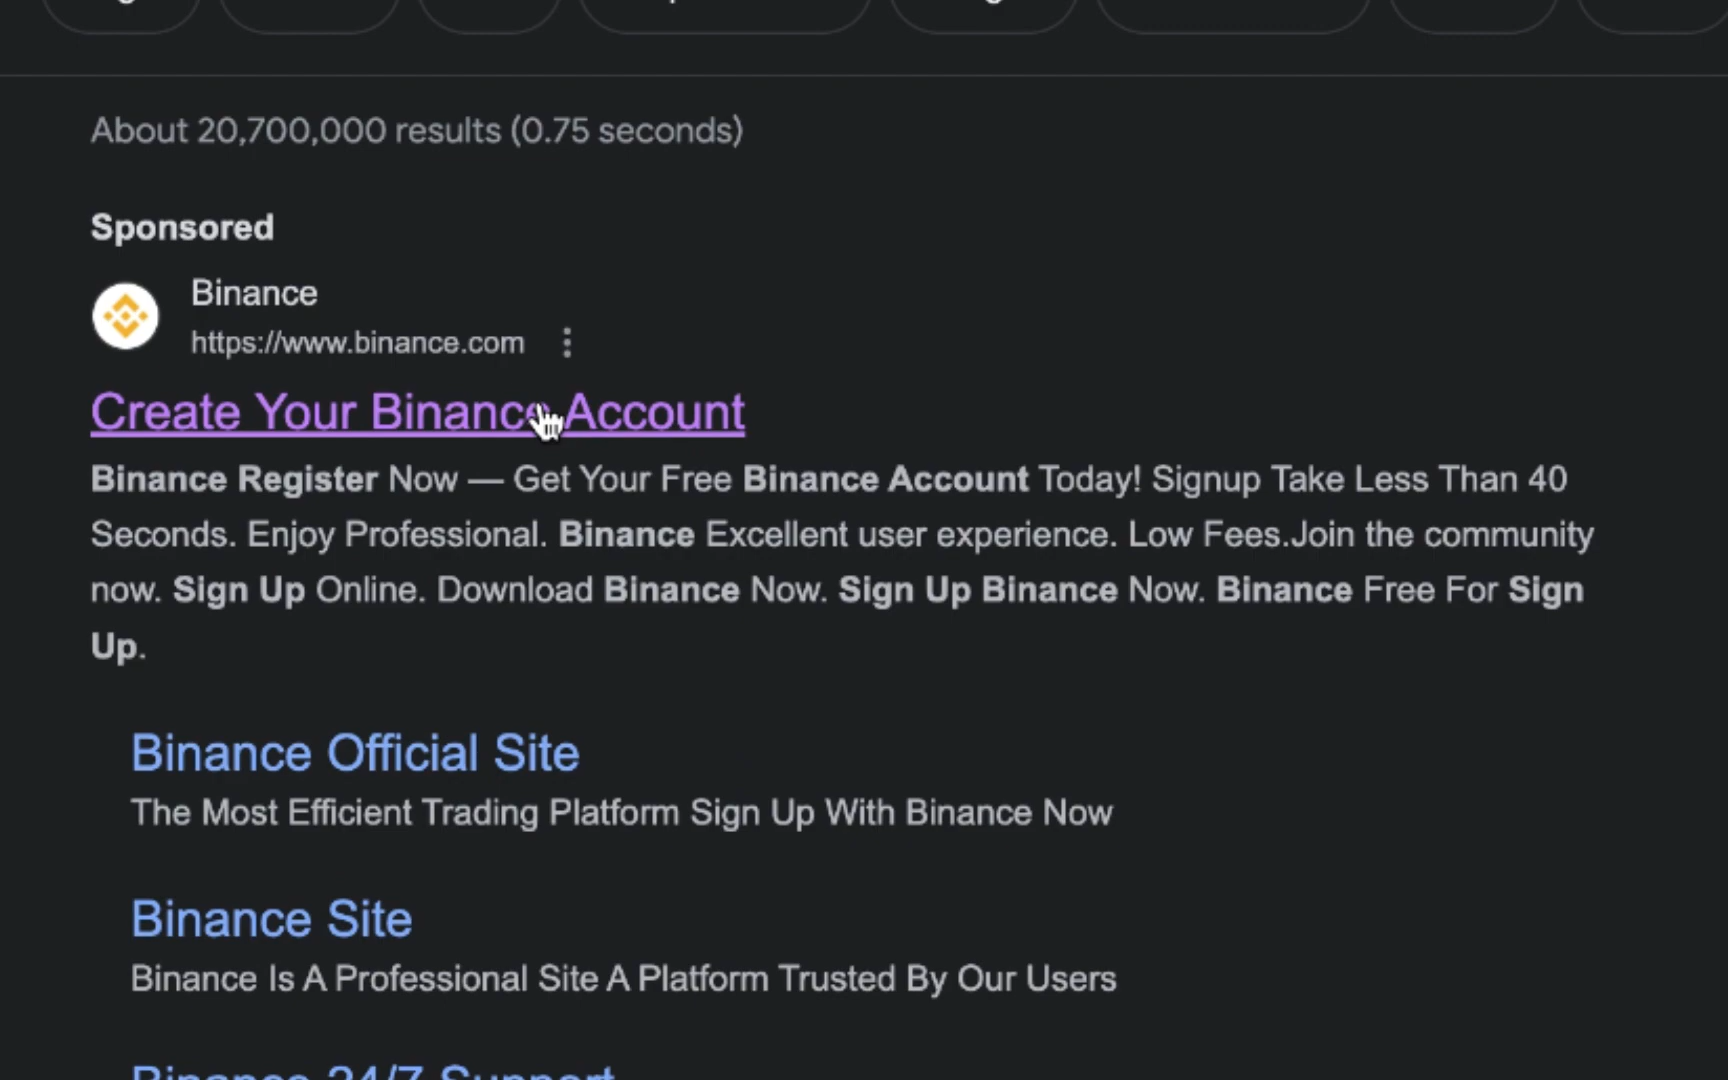 About 20,700,000 results (0.75 seconds)
Sponsored
Binance
https://www.binance.com
Create Your Binance Account
Binance Register Now — Get Your Free Binance Account Today! Signup Take Less Than 40
Seconds. Enjoy Professional. Binance Excellent user experience. Low Fees.Join the community
now. Sign Up Online. Download Binance Now. Sign Up Binance Now. Binance Free For Sign
Up.
Binance Official Site
The Most Efficient Trading Platform Sign Up With Binance Now
Binance Site
Binance Is A Professional Site A Platform Trusted By Our Users
Binance 24/7 Support